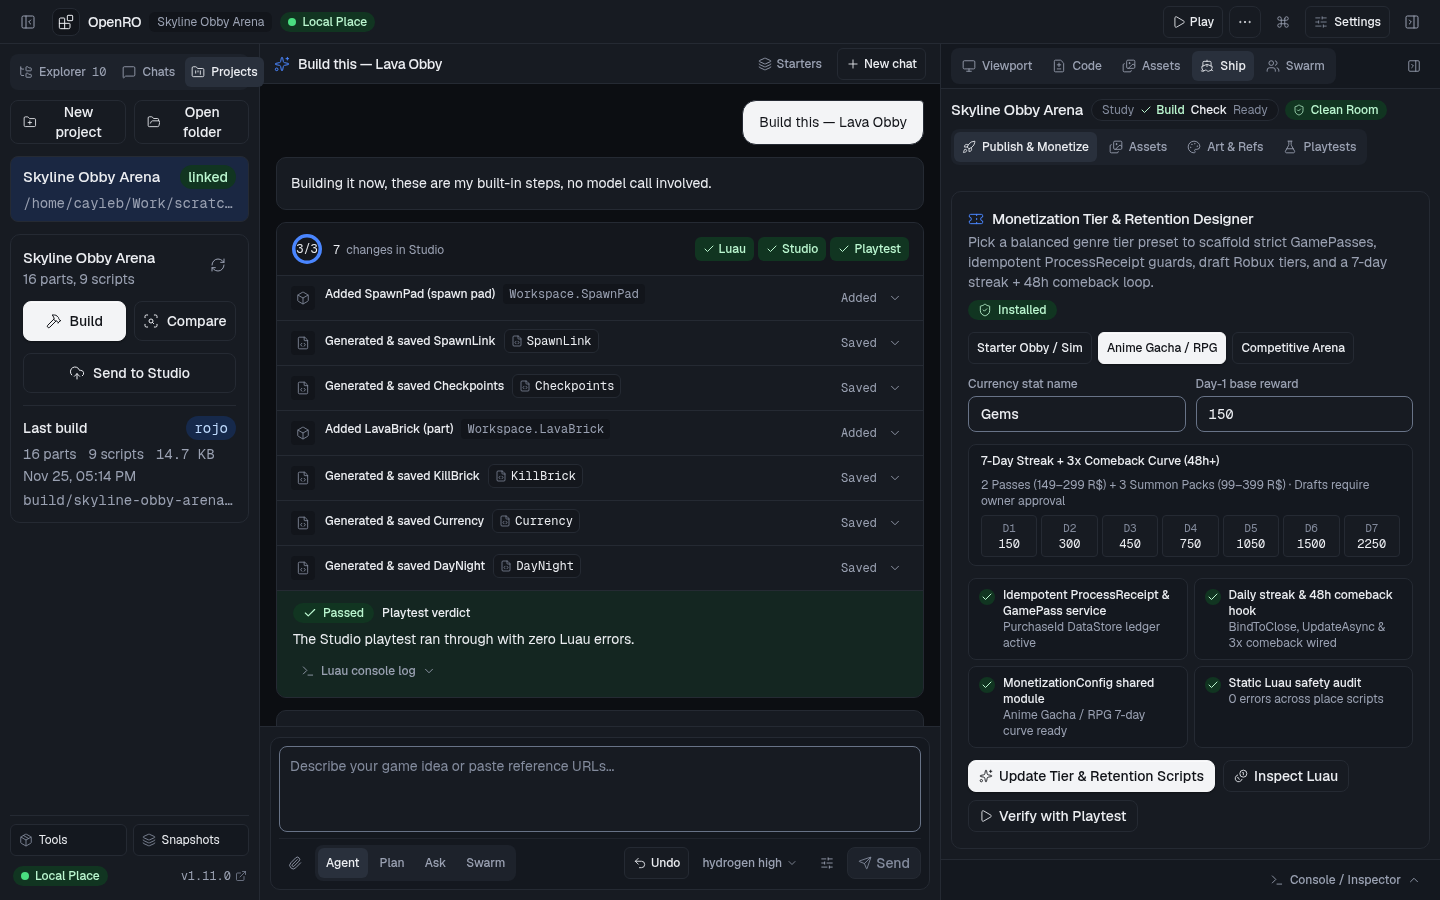 OpenRO
Skyline Obby Arena
Local Place
Play
Settings
Explorer 10
Chats
Projects
New project
Open folder
Skyline Obby Arena
linked
/home/cayleb/Work/scratc…
Skyline Obby Arena
16 parts, 9 scripts
Build
Compare
Send to Studio
Last build
rojo
16 parts 9 scripts 14.7 KB
Nov 25, 05:14 PM
build/skyline-obby-arena…
Tools
Snapshots
Local Place
v1.11.0
Build this — Lava Obby
Starters
New chat
Build this — Lava Obby
Building it now, these are my built-in steps, no model call involved.
3/3
7 changes in Studio
Luau
Studio
Playtest
Added SpawnPad (spawn pad) Workspace.SpawnPad Added
Generated & saved SpawnLink SpawnLink Saved
Generated & saved Checkpoints Checkpoints Saved
Added LavaBrick (part) Workspace.LavaBrick Added
Generated & saved KillBrick KillBrick Saved
Generated & saved Currency Currency Saved
Generated & saved DayNight DayNight Saved
Passed
Playtest verdict
The Studio playtest ran through with zero Luau errors.
Luau console log
Describe your game idea or paste reference URLs…
Agent
Plan
Ask
Swarm
Undo
hydrogen high
Send
Viewport
Code
Assets
Ship
Swarm
Skyline Obby Arena
Study
Build
Check
Ready
Clean Room
Publish & Monetize
Assets
Art & Refs
Playtests
Monetization Tier & Retention Designer
Pick a balanced genre tier preset to scaffold strict GamePasses,
idempotent ProcessReceipt guards, draft Robux tiers, and a 7-day
streak + 48h comeback loop.
Installed
Starter Obby / Sim
Anime Gacha / RPG
Competitive Arena
Currency stat name
Day-1 base reward
Gems
150
7-Day Streak + 3x Comeback Curve (48h+)
2 Passes (149–299 R$) + 3 Summon Packs (99–399 R$) · Drafts require
owner approval
D1 D2 D3 D4 D5 D6 D7
150 300 450 750 1050 1500 2250
Idempotent ProcessReceipt &
GamePass service
PurchaseId DataStore ledger
active
Daily streak & 48h comeback
hook
BindToClose, UpdateAsync &
3x comeback wired
MonetizationConfig shared
module
Anime Gacha / RPG 7-day
curve ready
Static Luau safety audit
0 errors across place scripts
Update Tier & Retention Scripts
Inspect Luau
Verify with Playtest
Console / Inspector